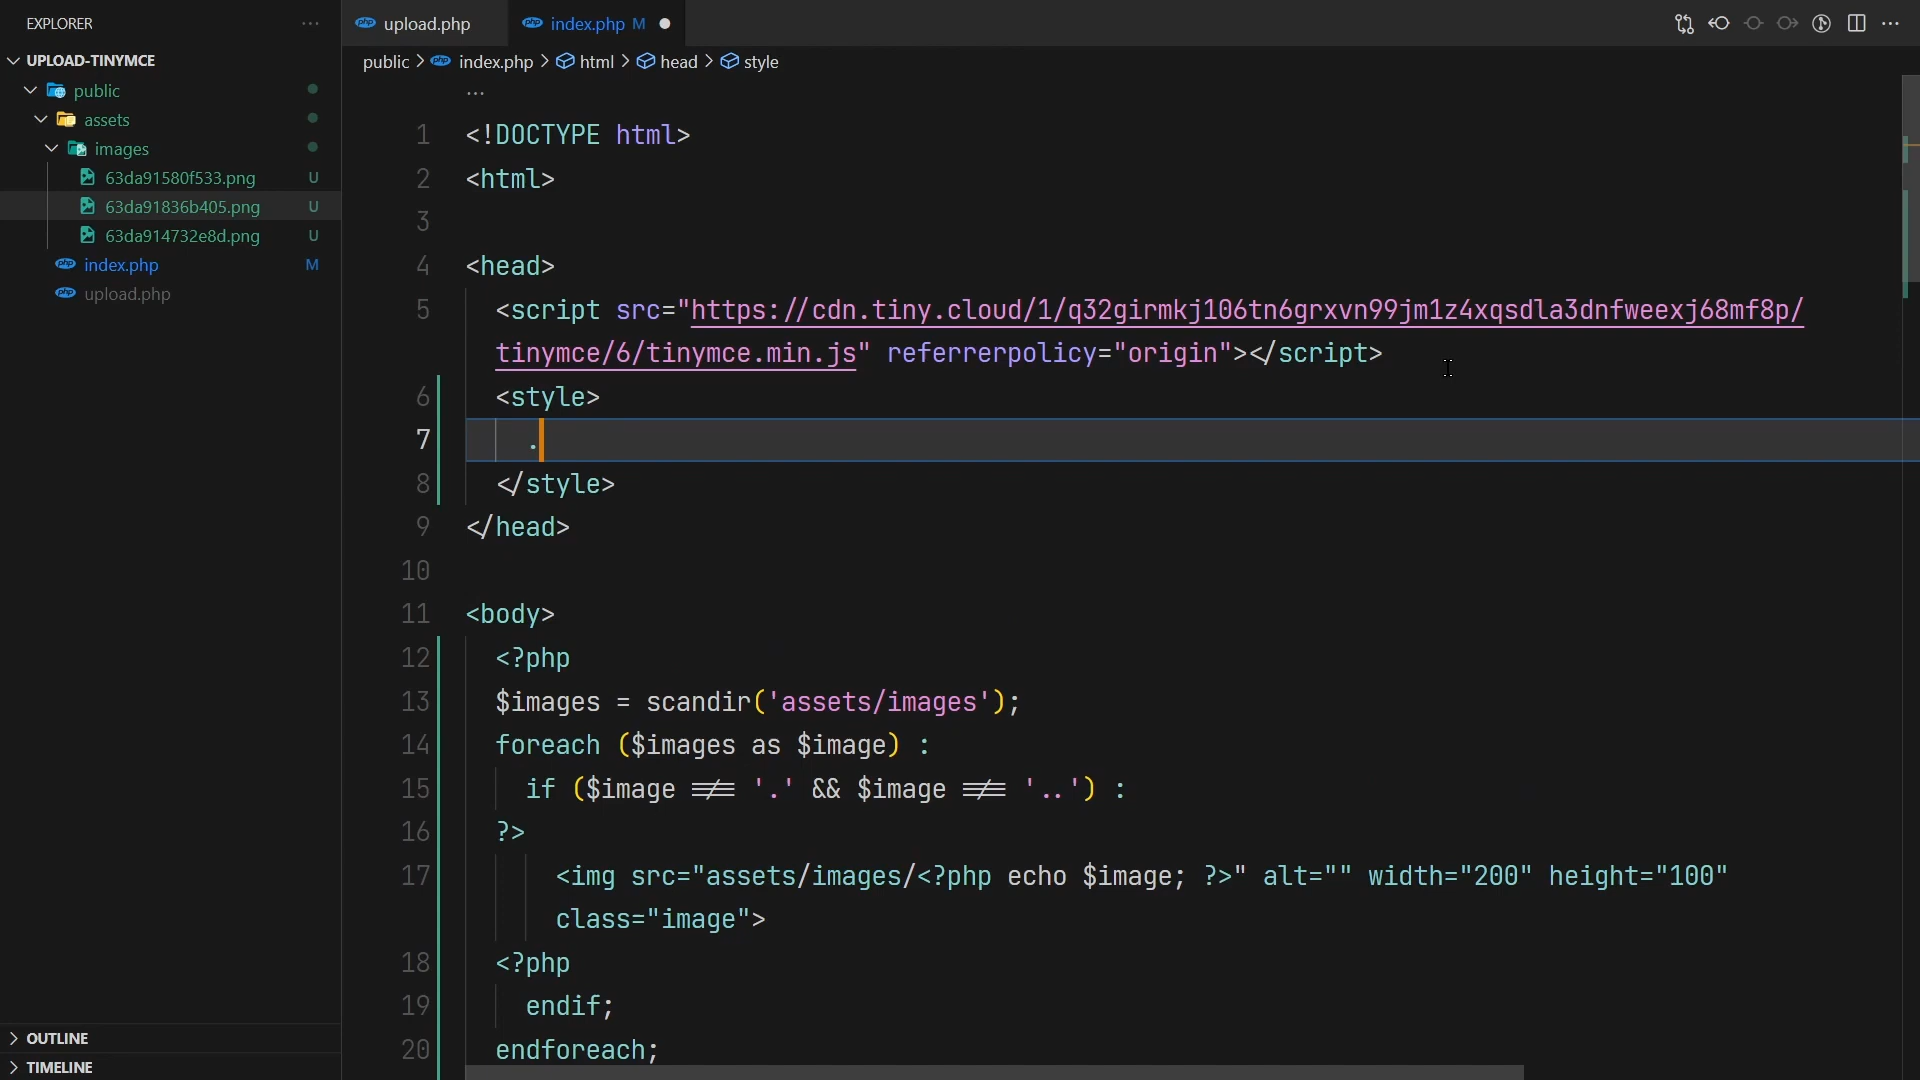 EXPLORER
UPLOAD-TINYMCE
public
assets
images
63da91580f533.png U
63da91836b405.png U
63da914732e8d.png U
index.php M
upload.php
OUTLINE
TIMELINE
upload.php index.php M
public > index.php > html > head > style
...
1 <!DOCTYPE html>
2 <html>
3
4 <head>
5 <script src="https://cdn.tiny.cloud/1/q32girmkj106tn6grxvn99jm1z4xqsdla3dnfweexj68mf8p/
tinymce/6/tinymce.min.js" referrerpolicy="origin"></script>
6 <style>
7 .
8 </style>
9 </head>
10
11 <body>
12 <?php
13 $images = scandir('assets/images');
14 foreach ($images as $image) :
15 if ($image !== '.' && $image !== '..') :
16 ?>
17 <img src="assets/images/<?php echo $image; ?>" alt="" width="200" height="100"
class="image">
18 <?php
19 endif;
20 endforeach;